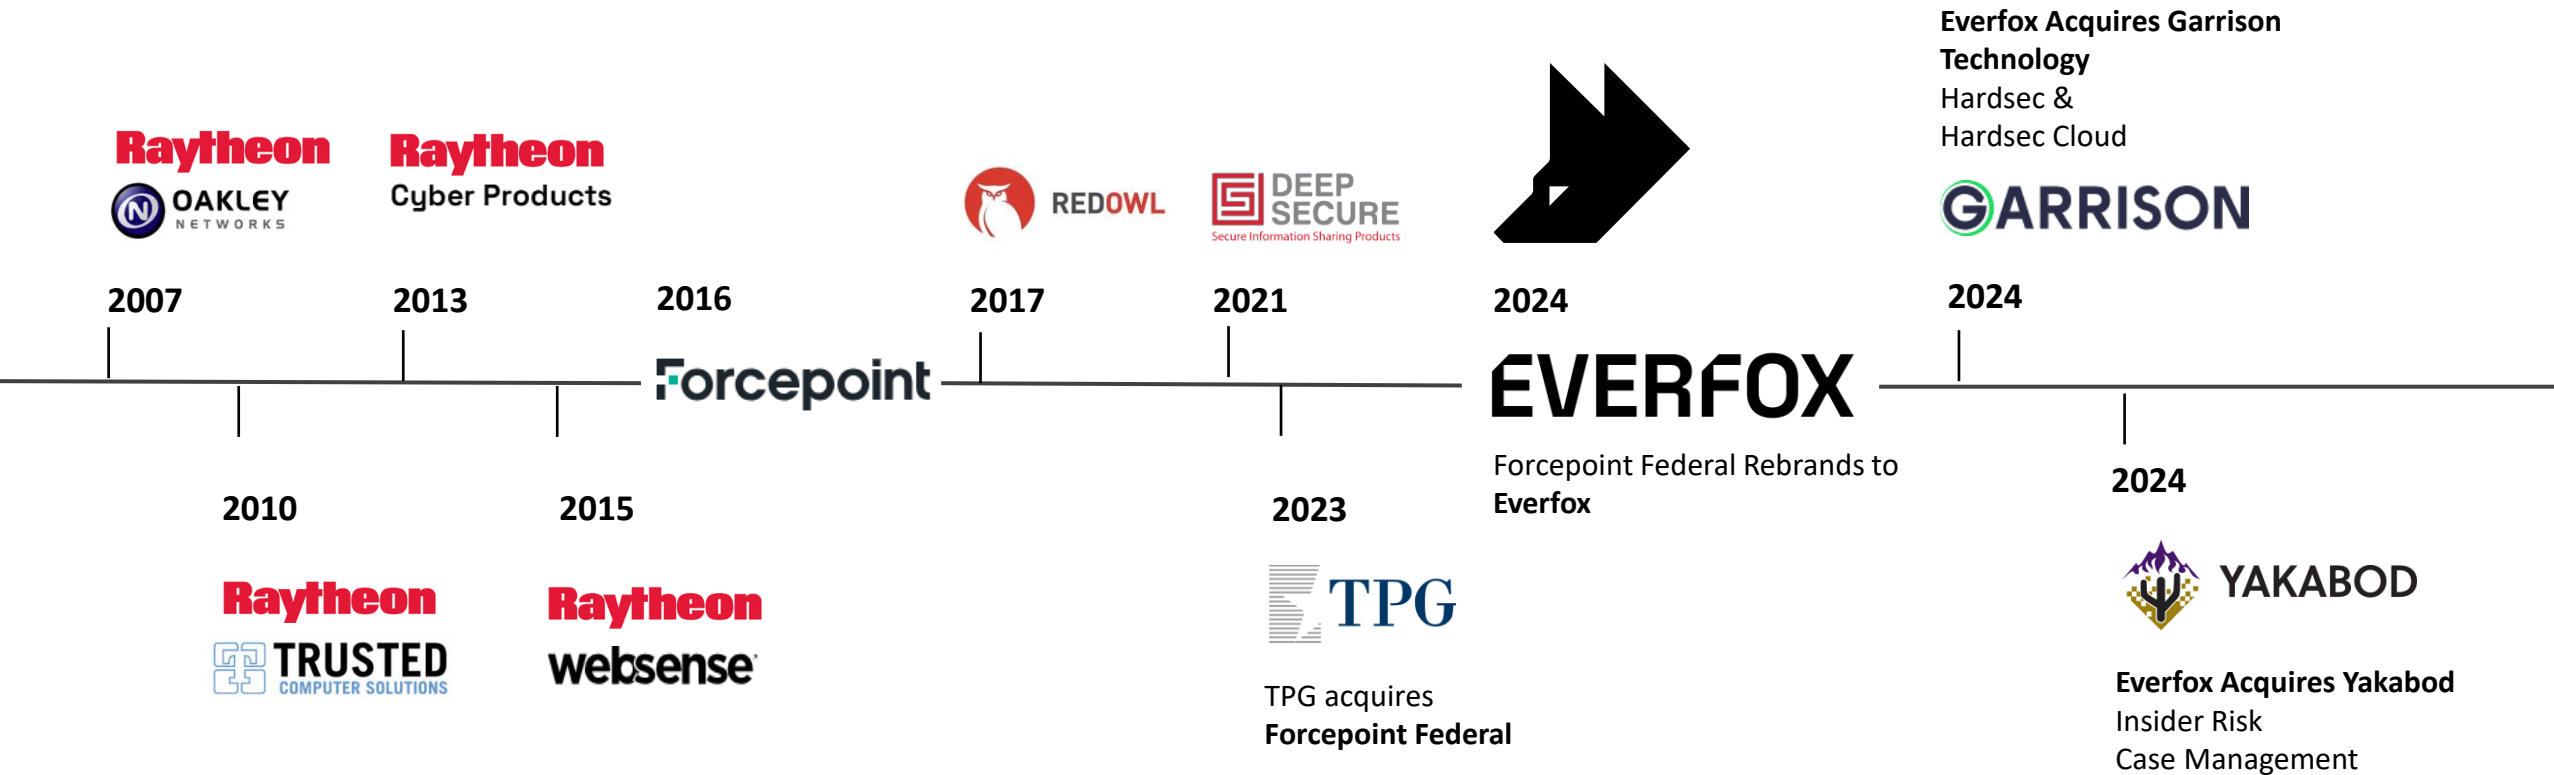 2007
Raytheon
OAKLEY
NETWORKS
2010
Raytheon
TRUSTED
COMPUTER SOLUTIONS
2013
Raytheon
Cyber Products
2015
Raytheon
websense
2016
Forcepoint
2017
REDOWL
2021
DEEP
SECURE
Secure Information Sharing Products
2023
TPG
TPG acquires
Forcepoint Federal
2024
EVERFOX
Forcepoint Federal Rebrands to
Everfox
Everfox Acquires Garrison
Technology
Hardsec &
Hardsec Cloud
GARRISON
2024
2024
YAKABOD
Everfox Acquires Yakabod
Insider Risk
Case Management